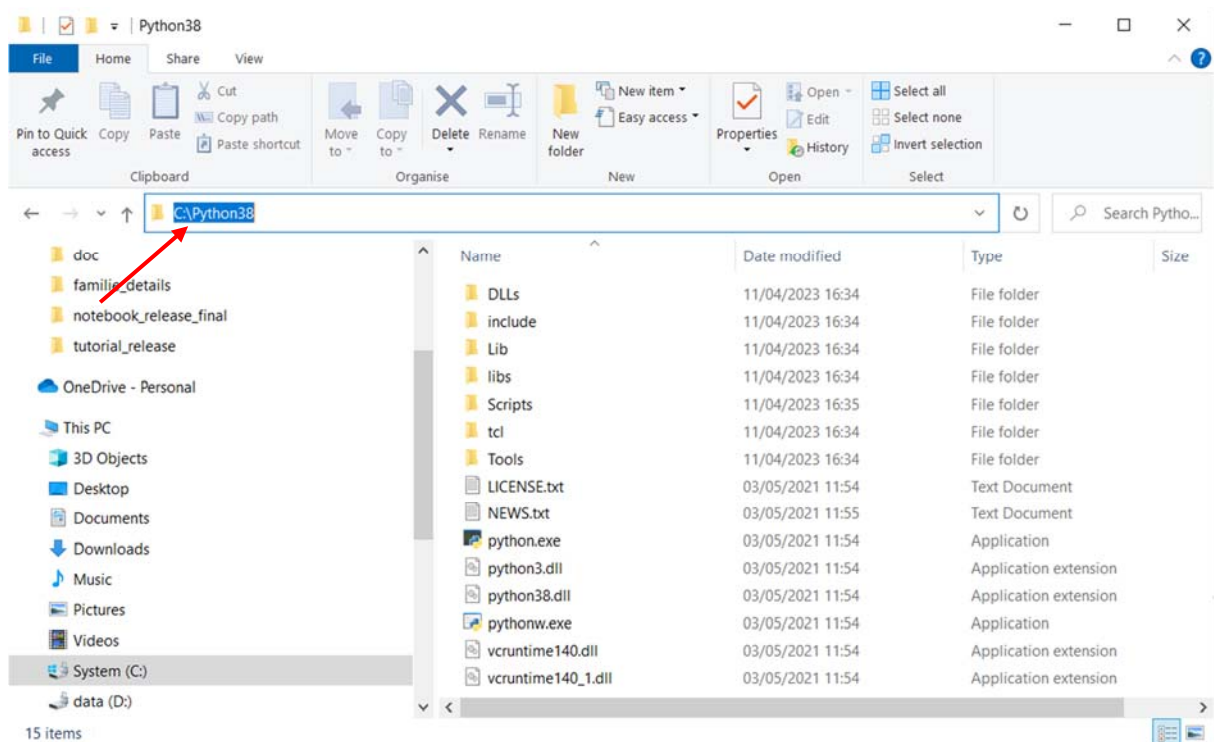 Python38
File Home Share View
Pin to Quick access
Copy
Paste
Cut
Copy path
Paste shortcut
Clipboard
Move to
Copy to
Delete
Rename
Organise
New folder
New item
Easy access
New
Properties
Open
Edit
History
Open
Select all
Select none
Invert selection
Select
C:\Python38
Search Pytho...
doc
familie_details
notebook_release_final
tutorial_release
OneDrive - Personal
This PC
3D Objects
Desktop
Documents
Downloads
Music
Pictures
Videos
System (C:)
data (D:)
Name Date modified Type Size
DLLs 11/04/2023 16:34 File folder
include 11/04/2023 16:34 File folder
Lib 11/04/2023 16:34 File folder
libs 11/04/2023 16:34 File folder
Scripts 11/04/2023 16:35 File folder
tcl 11/04/2023 16:34 File folder
Tools 11/04/2023 16:34 File folder
LICENSE.txt 03/05/2021 11:54 Text Document
NEWS.txt 03/05/2021 11:55 Text Document
python.exe 03/05/2021 11:54 Application
python3.dll 03/05/2021 11:54 Application extension
python38.dll 03/05/2021 11:54 Application extension
pythonw.exe 03/05/2021 11:54 Application
vcruntime140.dll 03/05/2021 11:54 Application extension
vcruntime140_1.dll 03/05/2021 11:54 Application extension
15 items